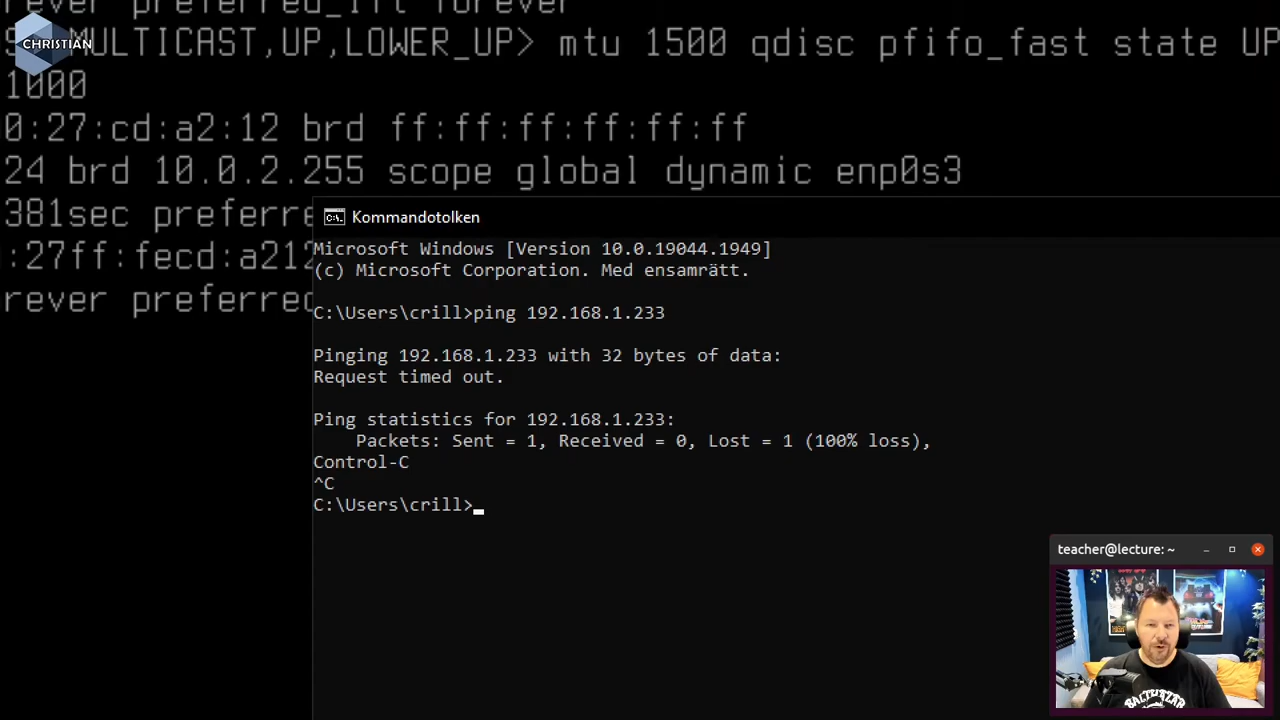 rever preferred_lft forever
CHRISTIAN
MULTICAST,UP,LOWER_UP> mtu 1500 qdisc pfifo_fast state UP
1000
0:27:cd:a2:12 brd ff:ff:ff:ff:ff:ff
24 brd 10.0.2.255 scope global dynamic enp0s3
381sec preferre
:27ff:fecd:a212
rever preferred
Kommandotolken
Microsoft Windows [Version 10.0.19044.1949]
(c) Microsoft Corporation. Med ensamrätt.
C:\Users\crill>ping 192.168.1.233
Pinging 192.168.1.233 with 32 bytes of data:
Request timed out.
Ping statistics for 192.168.1.233:
Packets: Sent = 1, Received = 0, Lost = 1 (100% loss),
Control-C
^C
C:\Users\crill>
teacher@lecture: ~